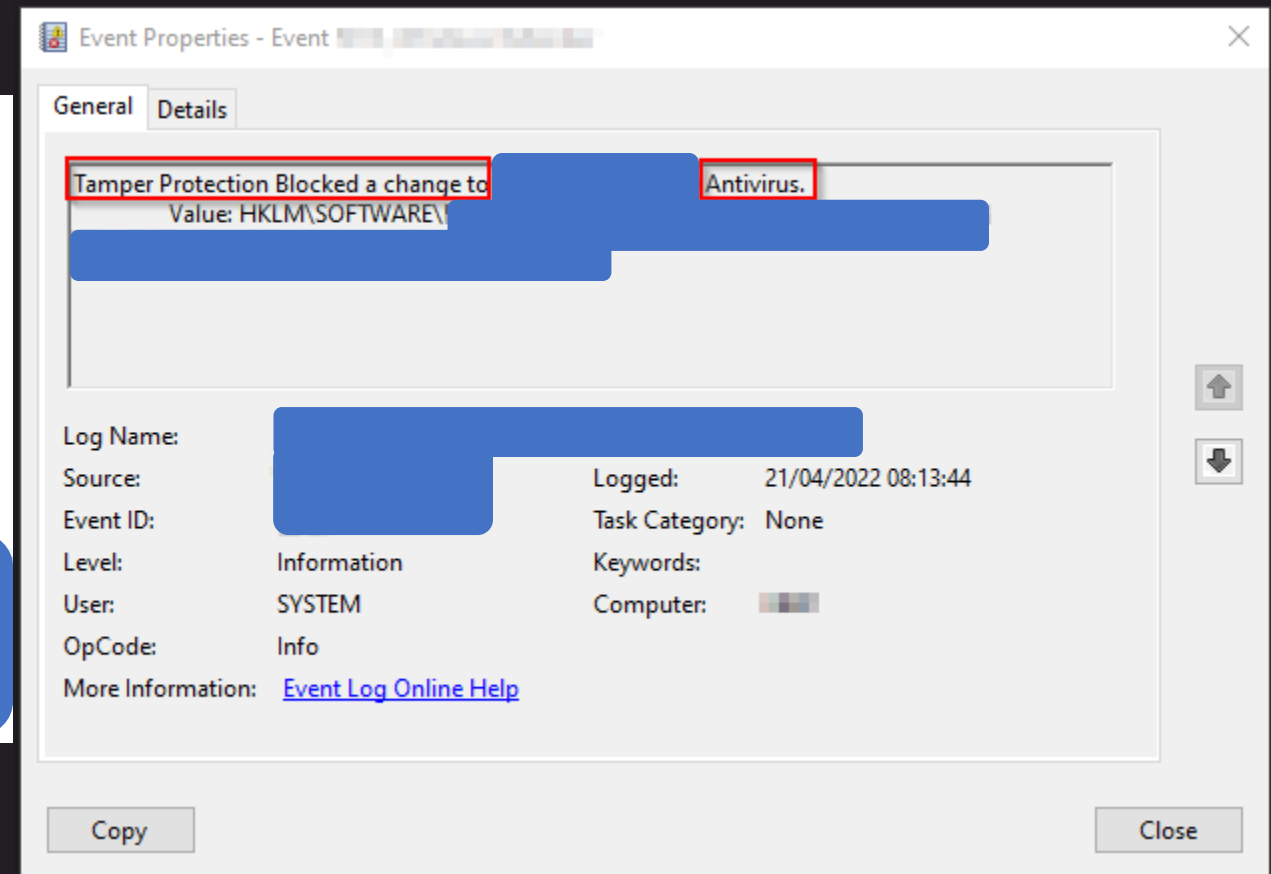 Event Properties - Event
General Details
Tamper Protection Blocked a change to Antivirus.
Value: HKLM\SOFTWARE\
Log Name:
Source: Logged: 21/04/2022 08:13:44
Event ID: Task Category: None
Level: Information Keywords:
User: SYSTEM Computer:
OpCode: Info
More Information: Event Log Online Help
Copy Close